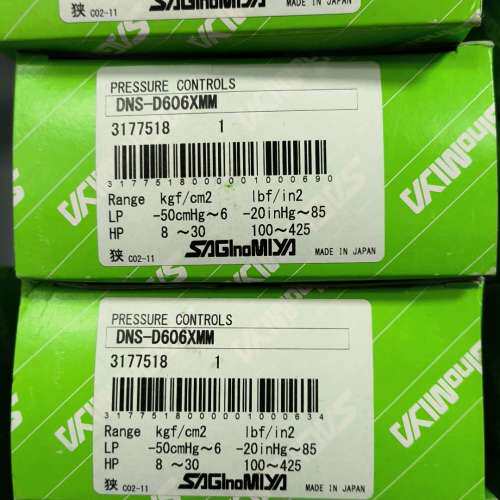 狭 C02-11 SAGInoMIYA MADE IN JAPAN
PRESSURE CONTROLS
DNS-D606XMM
3177518 1
3177518000001000690
Range kgf/cm2 lbf/in2
LP -50cmHg～6 -20inHg～85
HP 8～30 100～425
狭 C02-11 SAGInoMIYA MADE IN JAPAN
PRESSURE CONTROLS
DNS-D606XMM
3177518 1
3177518000001000634
Range kgf/cm2 lbf/in2
LP -50cmHg～6 -20inHg～85
HP 8～30 100～425
狭 C02-11 SAGInoMIYA MADE IN JAPAN